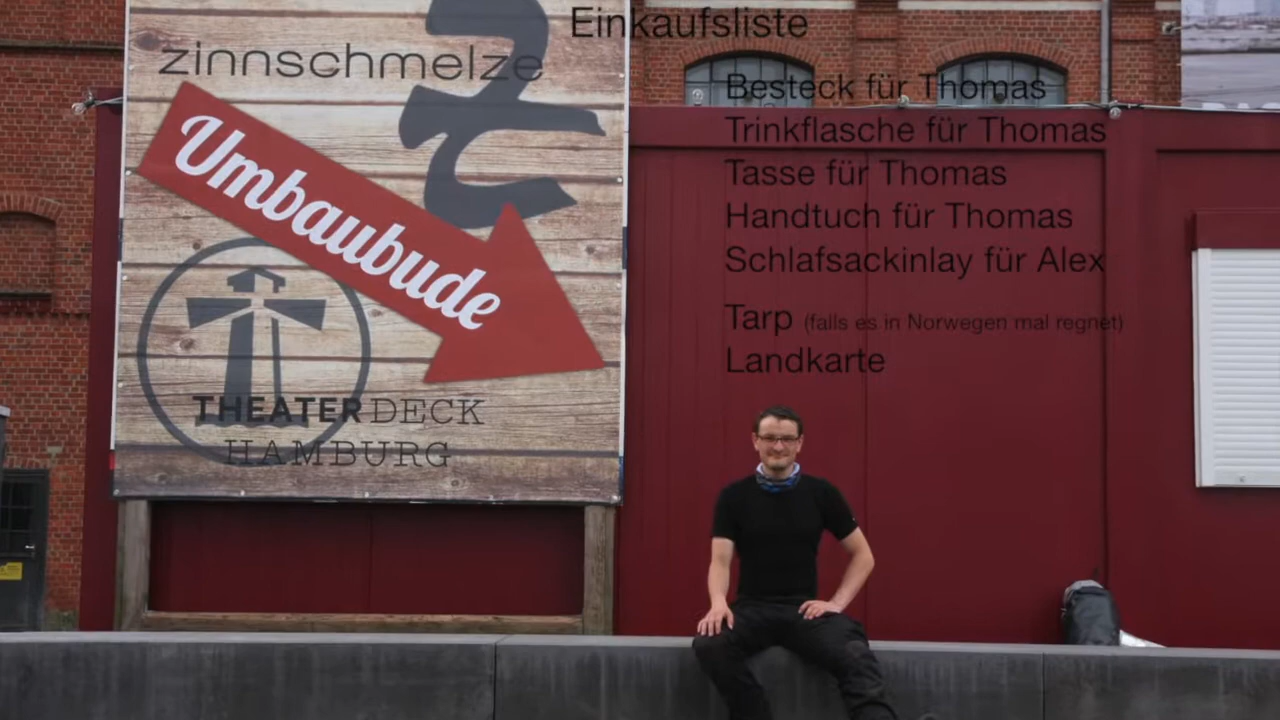 zinnschmelze
Umbaubude
THEATERDECK
HAMBURG
Einkaufsliste
Besteck für Thomas
Trinkflasche für Thomas
Tasse für Thomas
Handtuch für Thomas
Schlafsackinlay für Alex
Tarp (falls es in Norwegen mal regnet)
Landkarte